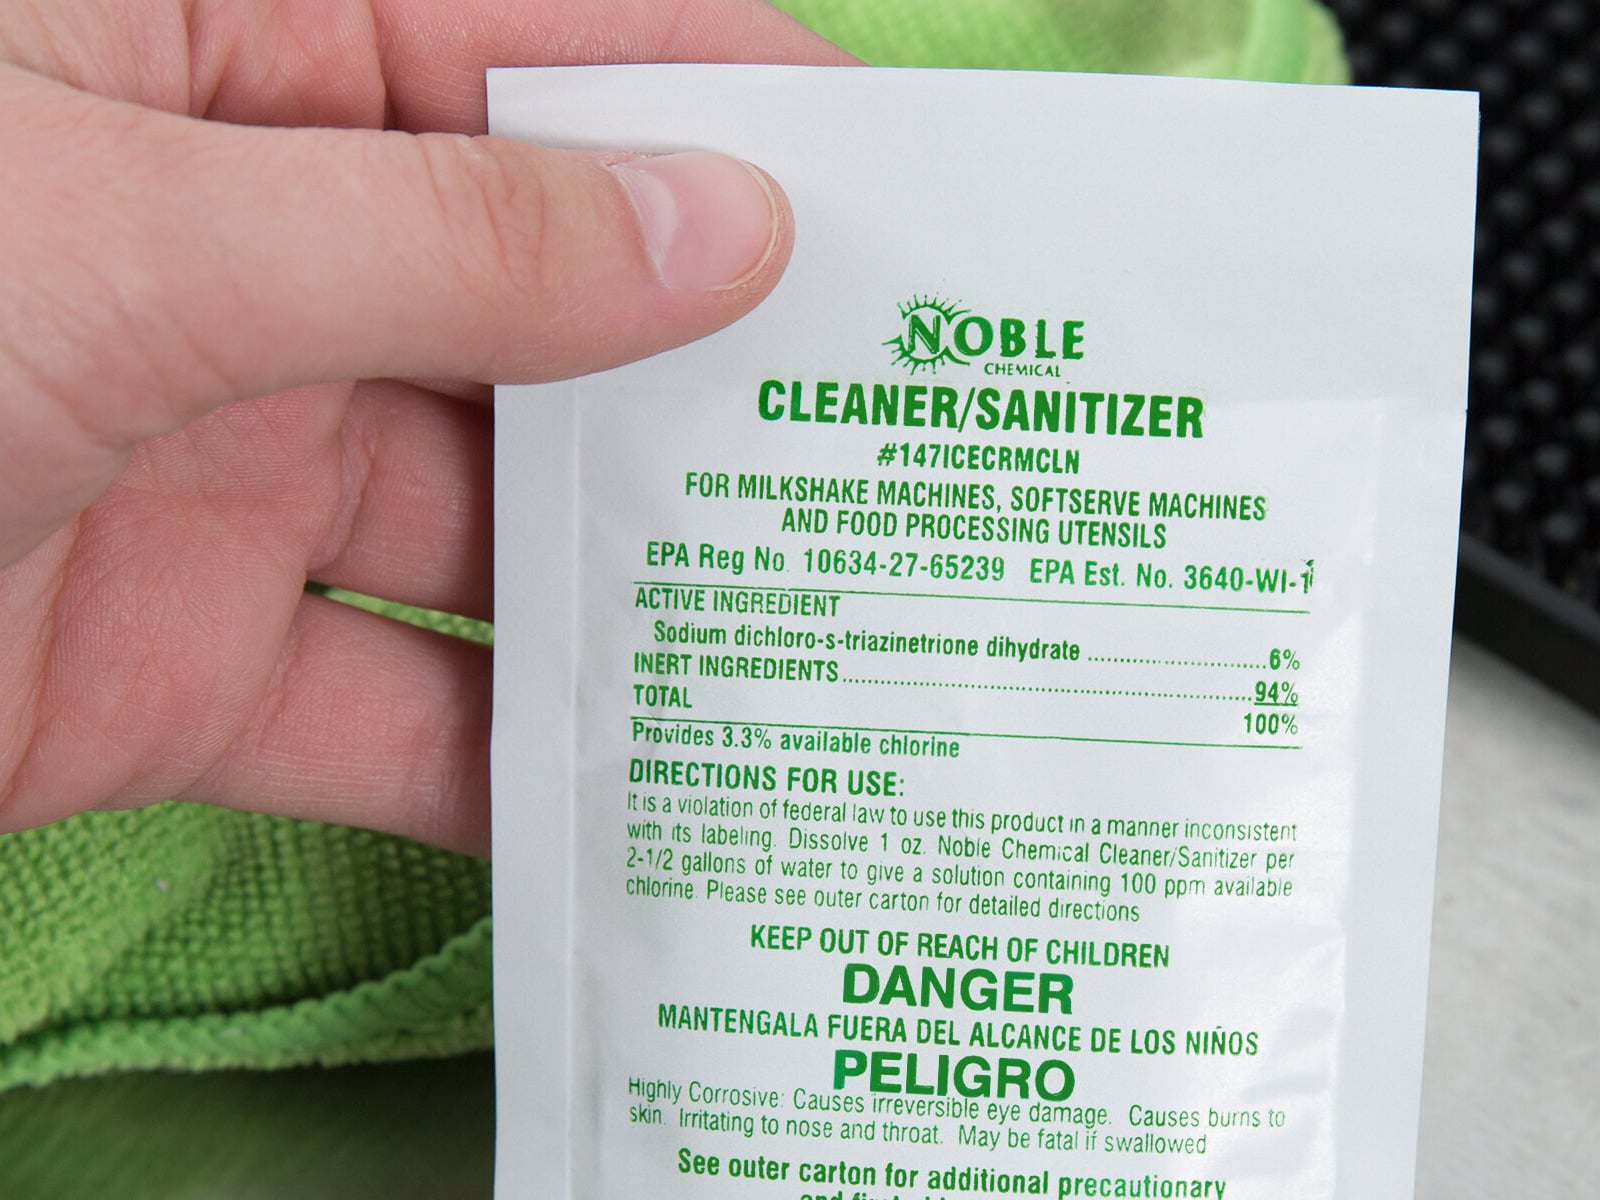 NOBLE
CHEMICAL
CLEANER/SANITIZER
#147ICECRMCLN
FOR MILKSHAKE MACHINES, SOFTSERVE MACHINES
AND FOOD PROCESSING UTENSILS
EPA Reg No. 10634-27-65239 EPA Est. No. 3640-WI-1
ACTIVE INGREDIENT
Sodium dichloro-s-triazinetrione dihydrate ................................6%
INERT INGREDIENTS................................94%
TOTAL 100%
Provides 3.3% available chlorine
DIRECTIONS FOR USE:
It is a violation of federal law to use this product in a manner inconsistent
with its labeling. Dissolve 1 oz. Noble Chemical Cleaner/Sanitizer per
2-1/2 gallons of water to give a solution containing 100 ppm available
chlorine. Please see outer carton for detailed directions
KEEP OUT OF REACH OF CHILDREN
DANGER
MANTENGALA FUERA DEL ALCANCE DE LOS NIÑOS
PELIGRO
Highly Corrosive: Causes irreversible eye damage. Causes burns to
skin. Irritating to nose and throat. May be fatal if swallowed
See outer carton for additional precautionary
and